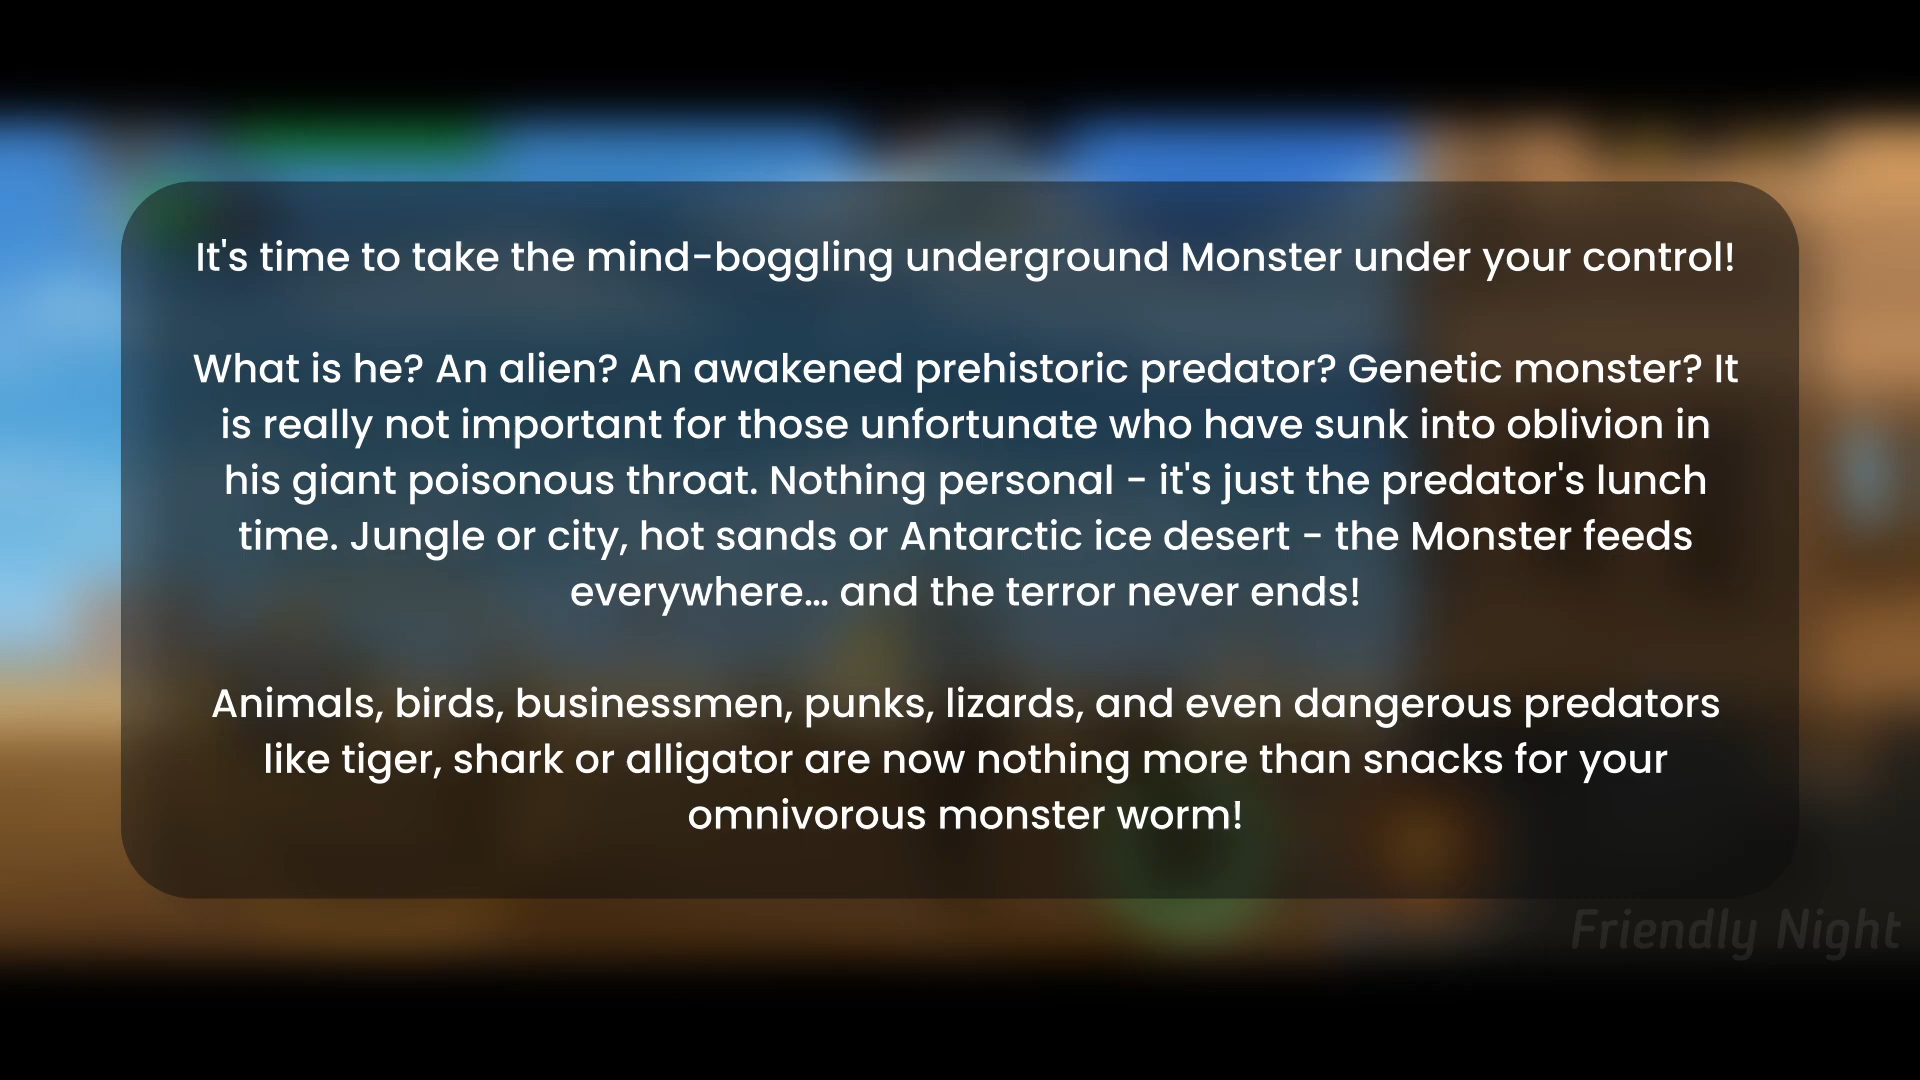 It's time to take the mind-boggling underground Monster under your control!
What is he? An alien? An awakened prehistoric predator? Genetic monster? It
is really not important for those unfortunate who have sunk into oblivion in
his giant poisonous throat. Nothing personal - it's just the predator's lunch
time. Jungle or city, hot sands or Antarctic ice desert - the Monster feeds
everywhere... and the terror never ends!
Animals, birds, businessmen, punks, lizards, and even dangerous predators
like tiger, shark or alligator are now nothing more than snacks for your
omnivorous monster worm!
Friendly Night